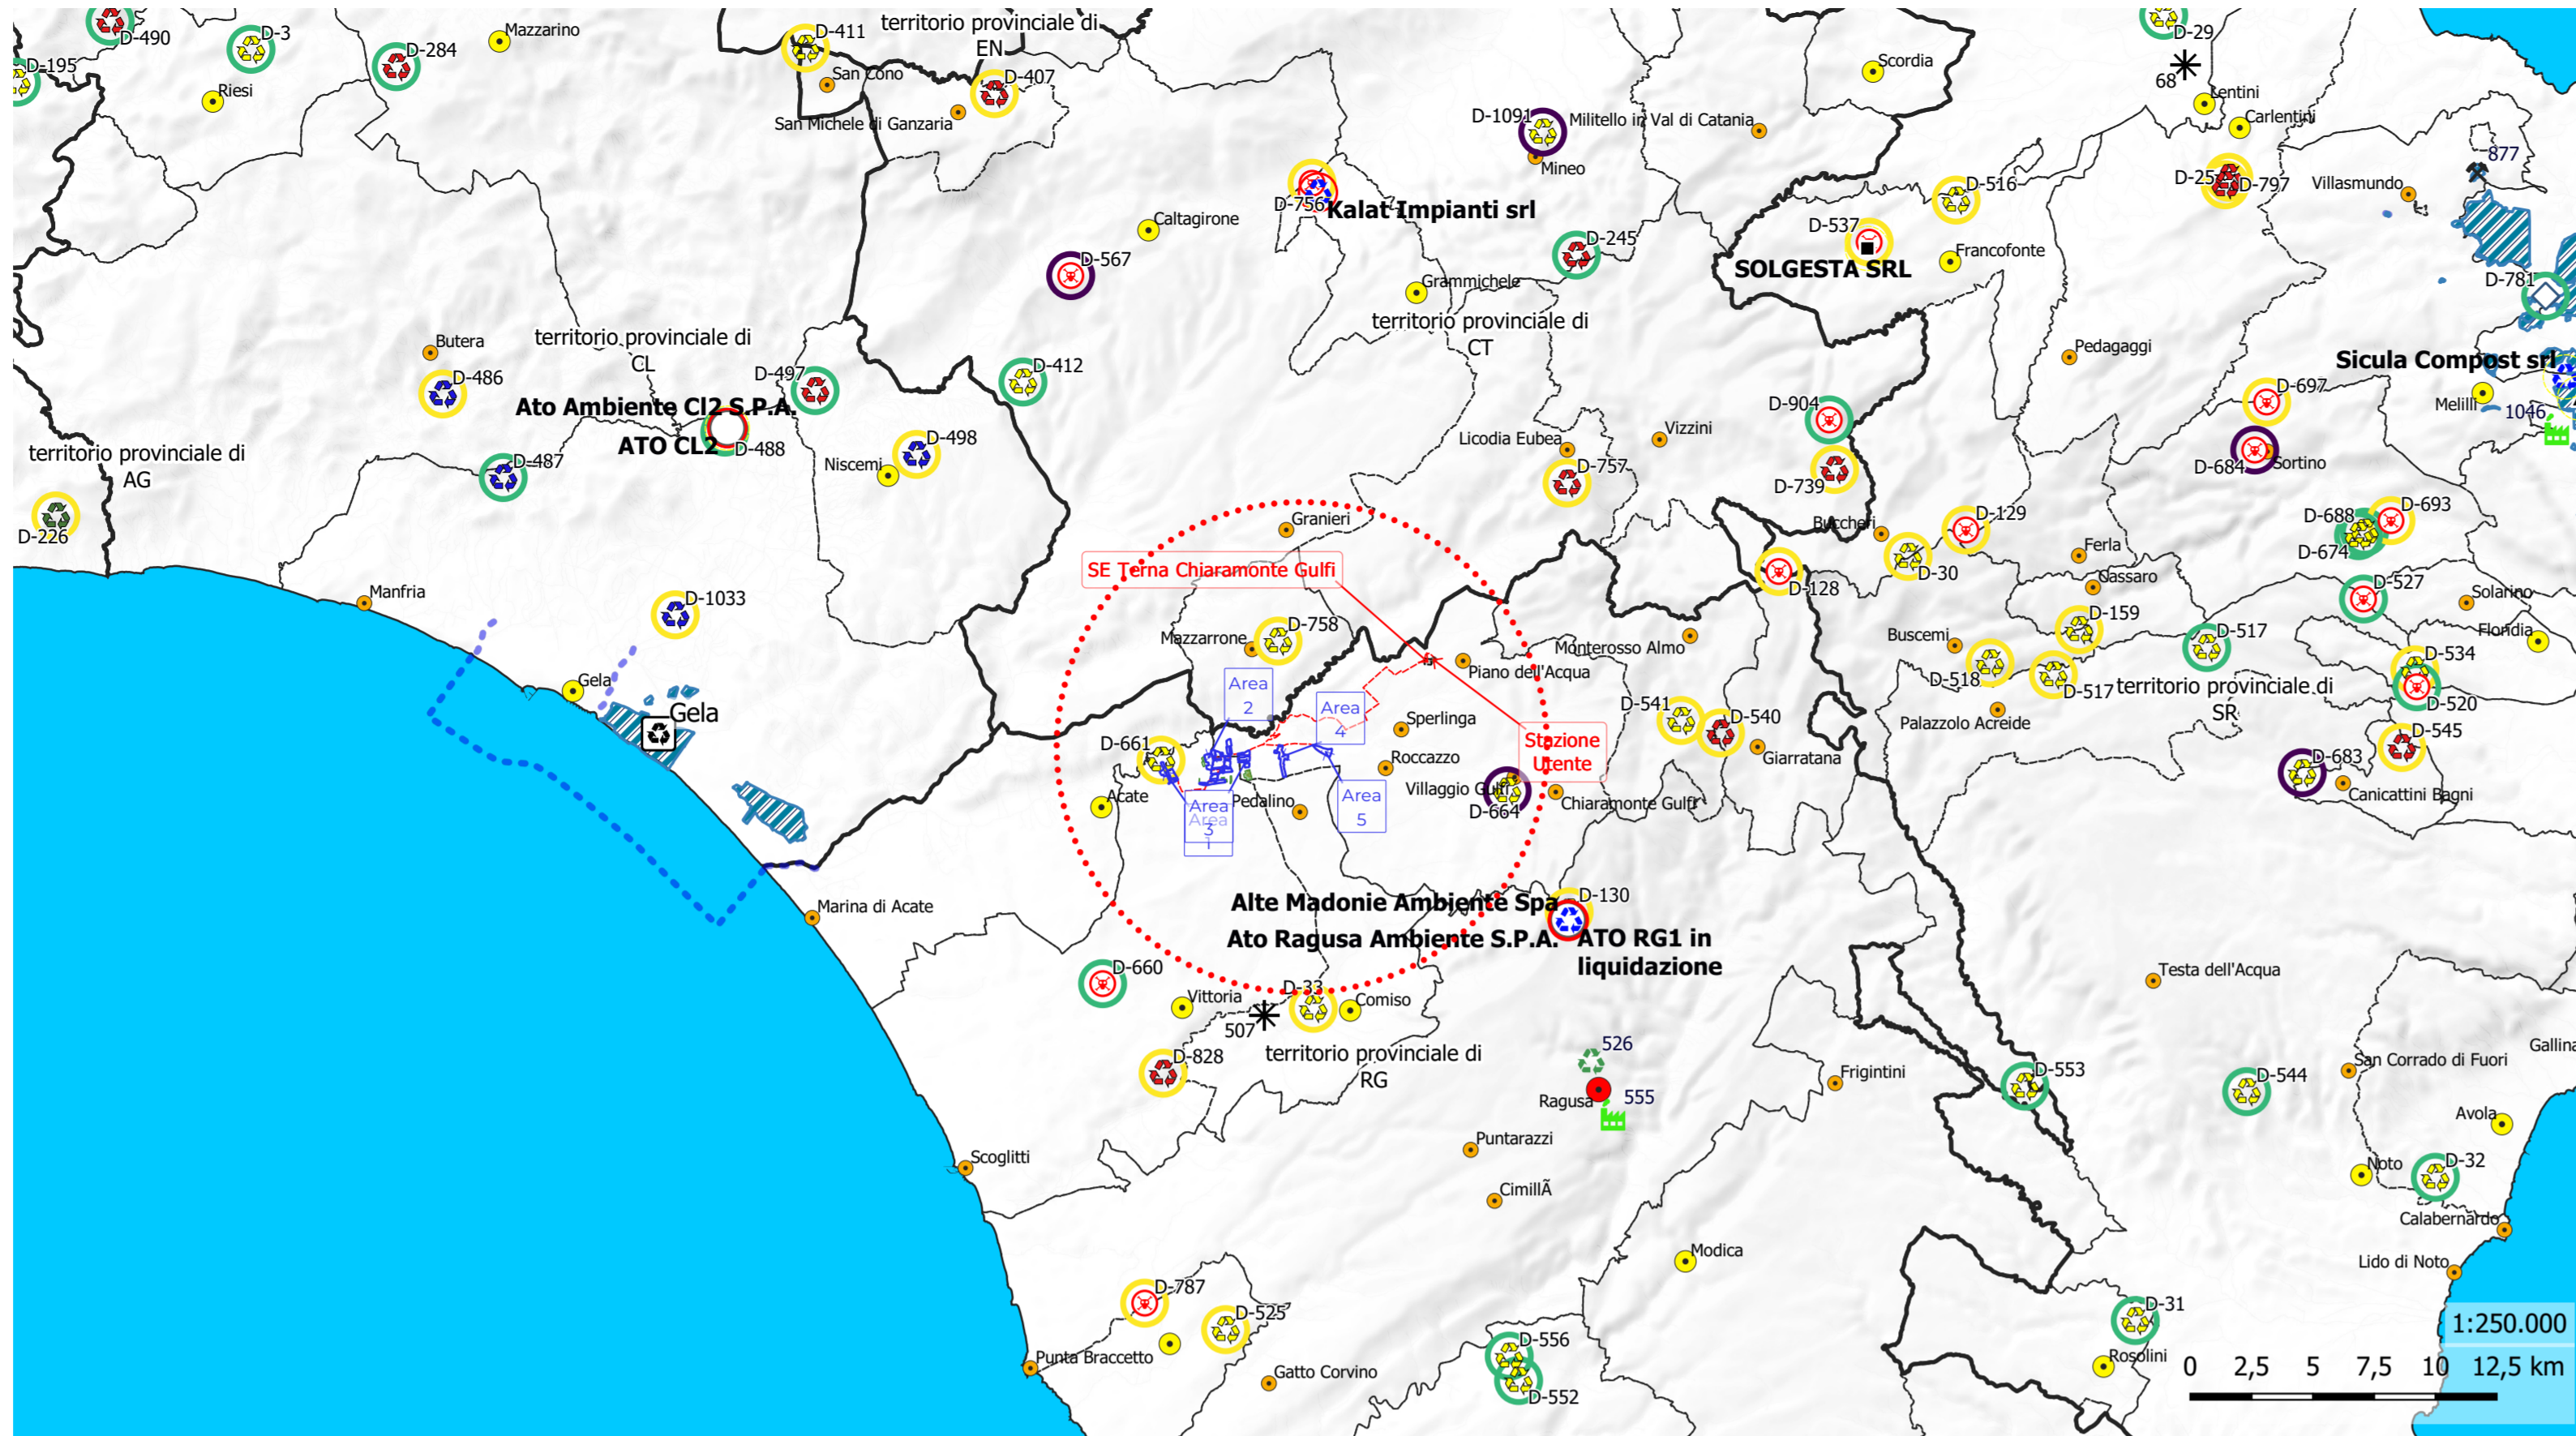 D-490
D-3
D-195
Riesi
D-284
Mazzarino
D-411
San Cono
territorio provinciale di
EN
D-407
San Michele di Ganzaria
D-29
68
Scordia
Lentini
Carlentini
D-1091
Militello in Val di Catania
Mineo
877
Villasmundo
D-25
D-797
D-516
D-756
Kalat Impianti srl
Caltagirone
D-537
D-245
Francofonte
SOLGESTA SRL
D-567
Grammichele
D-781
territorio provinciale di
CT
Butera
territorio provinciale di
CL
Pedagaggi
Sicula Compost srl
D-486
D-497
D-412
D-697
Melilli
1046
Ato Ambiente Cl2 S.P.A.
ATO CL2
D-488
D-904
Vizzini
Licodia Eubea
D-498
Niscemi
territorio provinciale di
AG
D-487
D-757
D-739
D-684
Sortino
D-226
Granieri
Buccheri
D-129
D-688
D-693
D-674
SE Terna Chiaramonte Gulfi
D-30
D-128
Ferla
Cassaro
Manfria
D-1033
D-527
Solarino
D-159
Mazzarrone
D-758
Monterosso Almo
Buscemi
D-517
Floridia
Piano dell'Acqua
D-518
D-517
D-534
D-520
territorio provinciale di
SR
Gela
Gela
Area
2
Area
4
Sperlinga
D-541
D-540
Palazzolo Acreide
D-661
Stazione
Utente
Giarratana
D-545
D-683
Roccazzo
Acate
Area
3
Area
1
Pedalino
Area
5
Villaggio Gulfi
D-664
Chiaramonte Gulfi
Canicattini Bagni
Marina di Acate
Alte Madonie Ambiente Spa
D-130
Ato Ragusa Ambiente S.P.A.
ATO RG1 in
liquidazione
D-660
Testa dell'Acqua
Vittoria
D-33
Comiso
507
territorio provinciale di
RG
D-828
526
Ragusa
555
Frigintini
D-553
D-544
San Corrado di Fuori
Gallina
Avola
Puntarazzi
Scoglitti
Noto
D-32
CimillÃ
Calabernardo
Modica
Lido di Noto
D-787
D-525
D-31
Punta Braccetto
Gatto Corvino
D-556
D-552
Rosolini
1:250.000
0 2,5 5 7,5 10 12,5 km